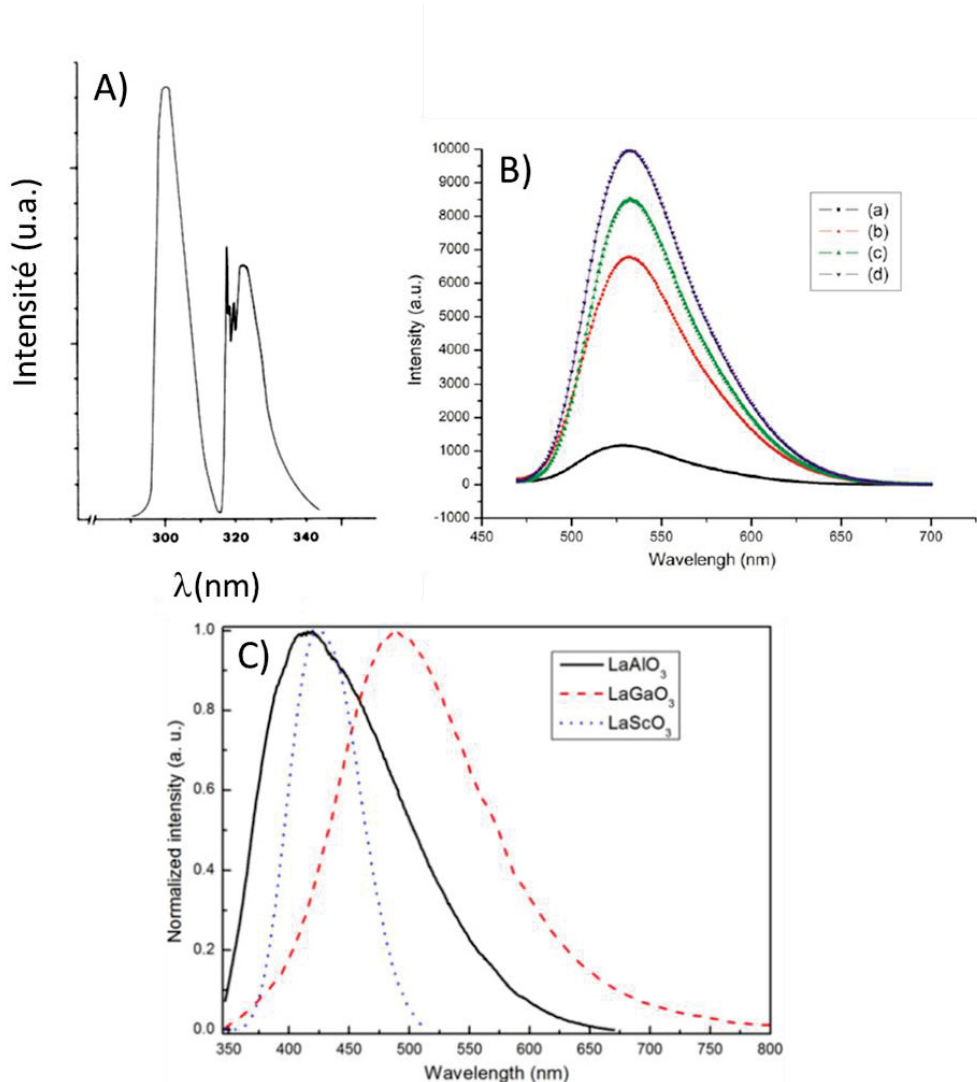 A)
Intensité (u.a.)
300 320 340
λ(nm)
B)
10000
9000
8000
7000
6000
5000
4000
3000
2000
1000
0
-1000
Intensity (a.u.)
450 500 550 600 650 700
Wavelengh (nm)
(a)
(b)
(c)
(d)
C)
1.0
0.8
0.6
0.4
0.2
0.0
Normalized intensity (a. u.)
350 400 450 500 550 600 650 700 750 800
Wavelength (nm)
LaAlO₃
LaGaO₃
LaScO₃